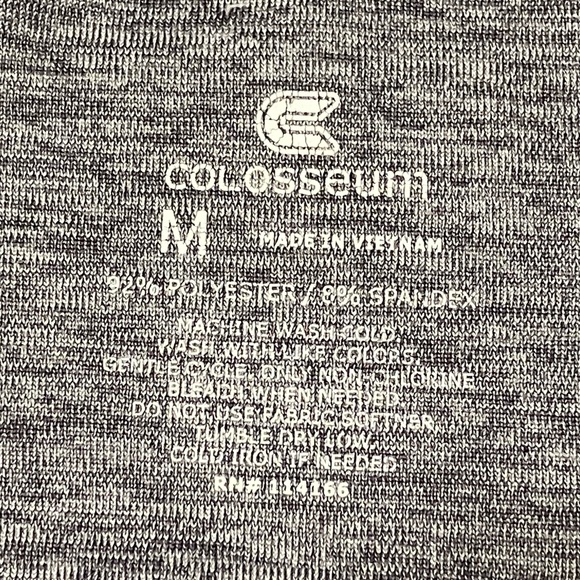 COLOSSEUM
M MADE IN VIETNAM
92% POLYESTER / 8% SPANDEX
MACHINE WASH COLD
WASH WITH LIKE COLORS
GENTLE CYCLE. ONLY NON-CHLORINE
BLEACH WHEN NEEDED
DO NOT USE FABRIC SOFTNER
TUMBLE DRY LOW
COLD IRON IF NEEDED
RN# 114166